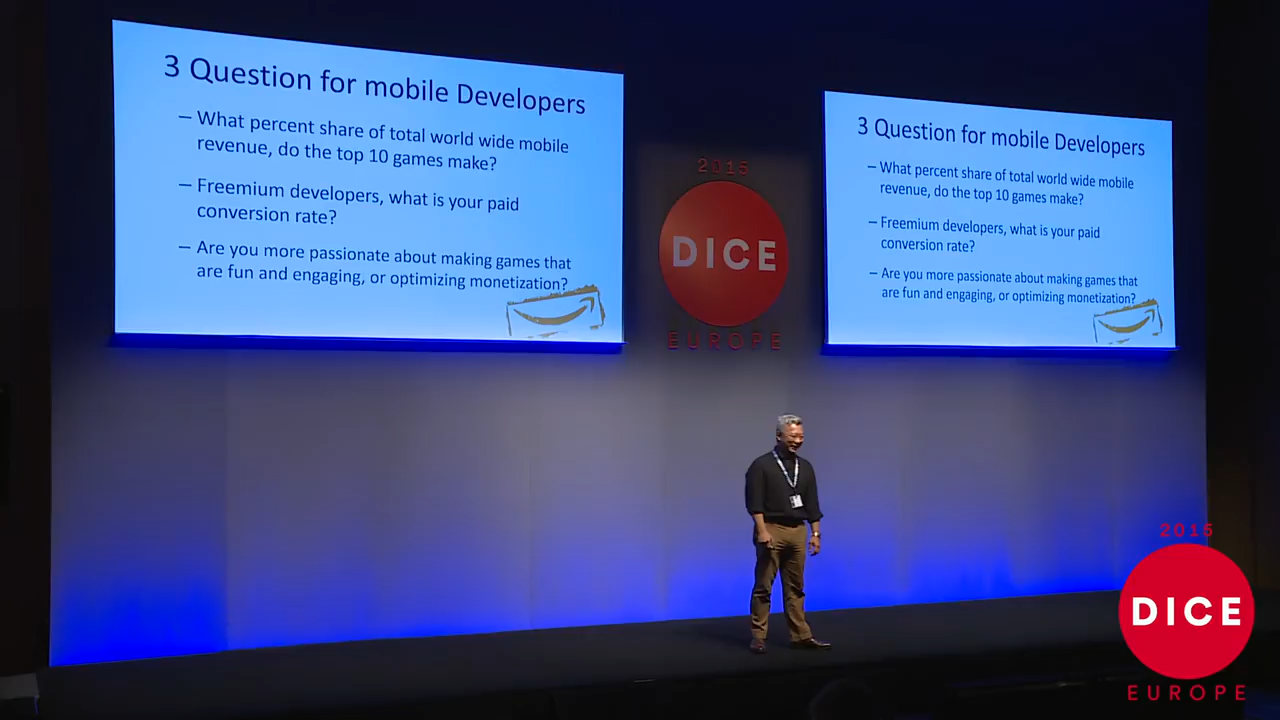 3 Question for mobile Developers
– What percent share of total world wide mobile
revenue, do the top 10 games make?
– Freemium developers, what is your paid
conversion rate?
– Are you more passionate about making games that
are fun and engaging, or optimizing monetization?
2015
DICE
EUROPE
3 Question for mobile Developers
– What percent share of total world wide mobile
revenue, do the top 10 games make?
– Freemium developers, what is your paid
conversion rate?
– Are you more passionate about making games that
are fun and engaging, or optimizing monetization?
2015
DICE
EUROPE